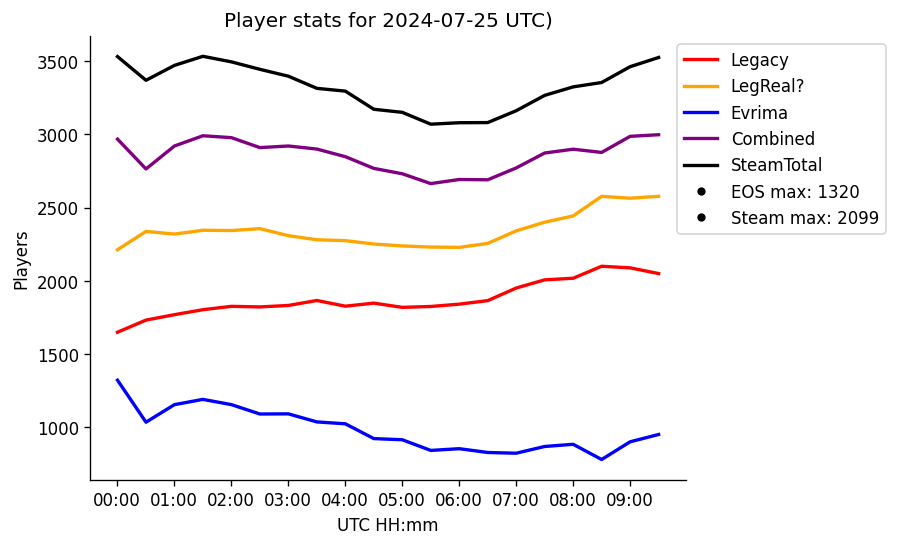 Player stats for 2024-07-25 UTC)
3500
3000
2500
2000
1500
1000
Players
00:00 01:00 02:00 03:00 04:00 05:00 06:00 07:00 08:00 09:00
UTC HH:mm
Legacy
LegReal?
Evrima
Combined
SteamTotal
EOS max: 1320
Steam max: 2099